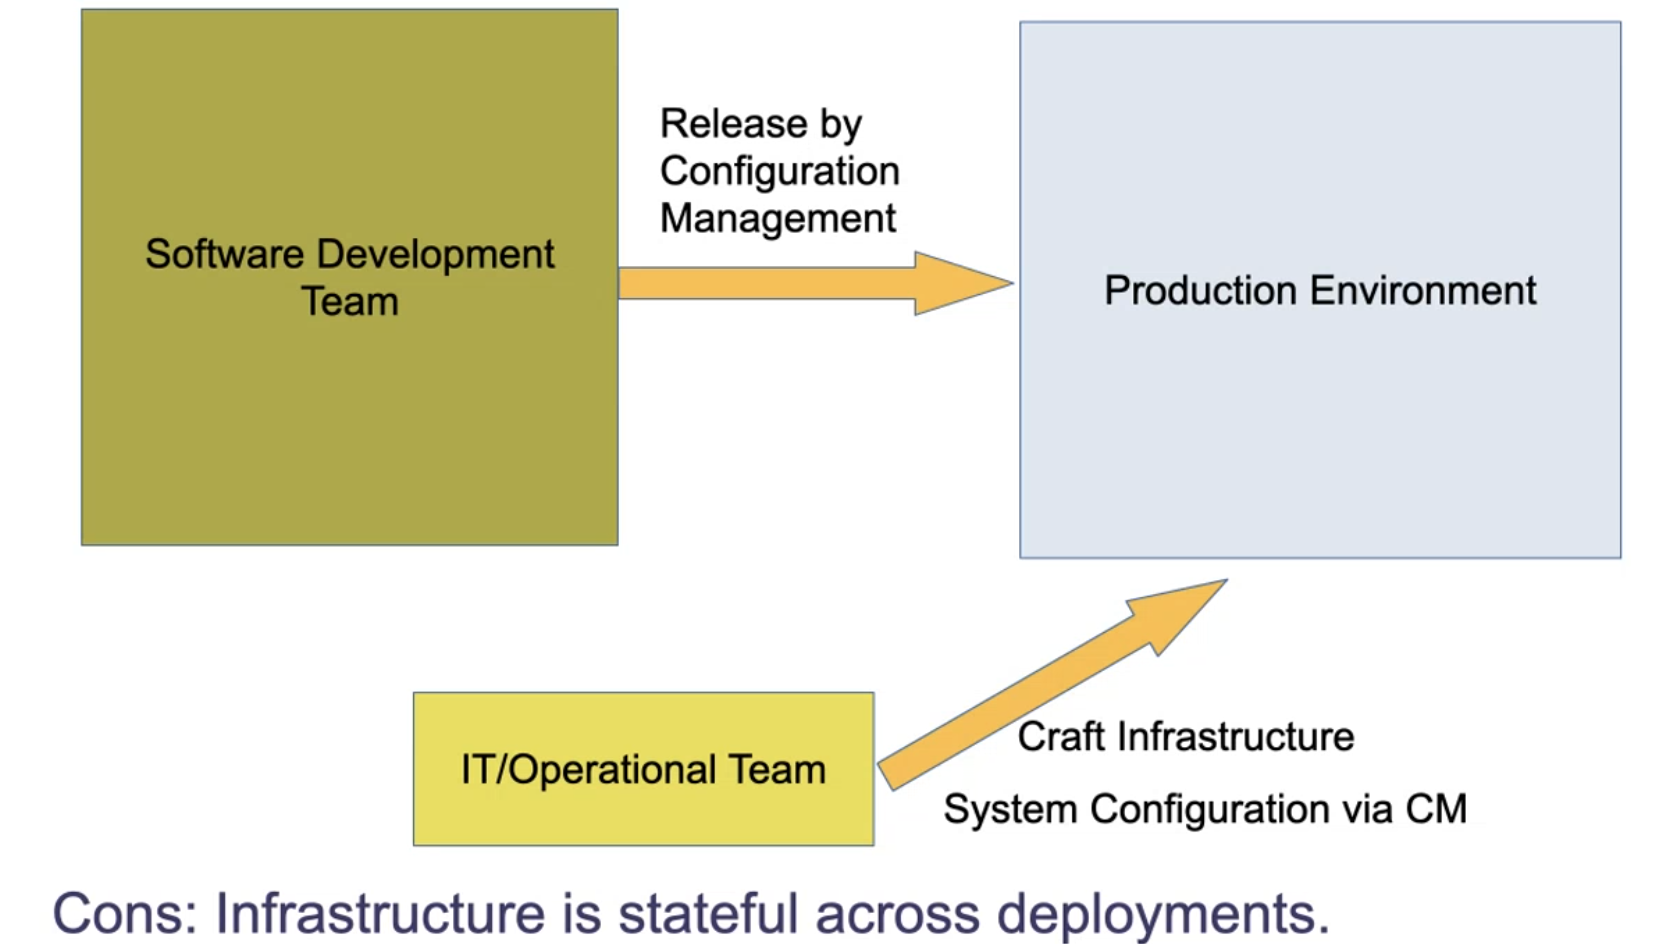 Release by
Configuration
Management
Software Development
Team
Production Environment
Craft Infrastructure
IT/Operational Team
System Configuration via CM
Cons: Infrastructure is stateful across deployments.